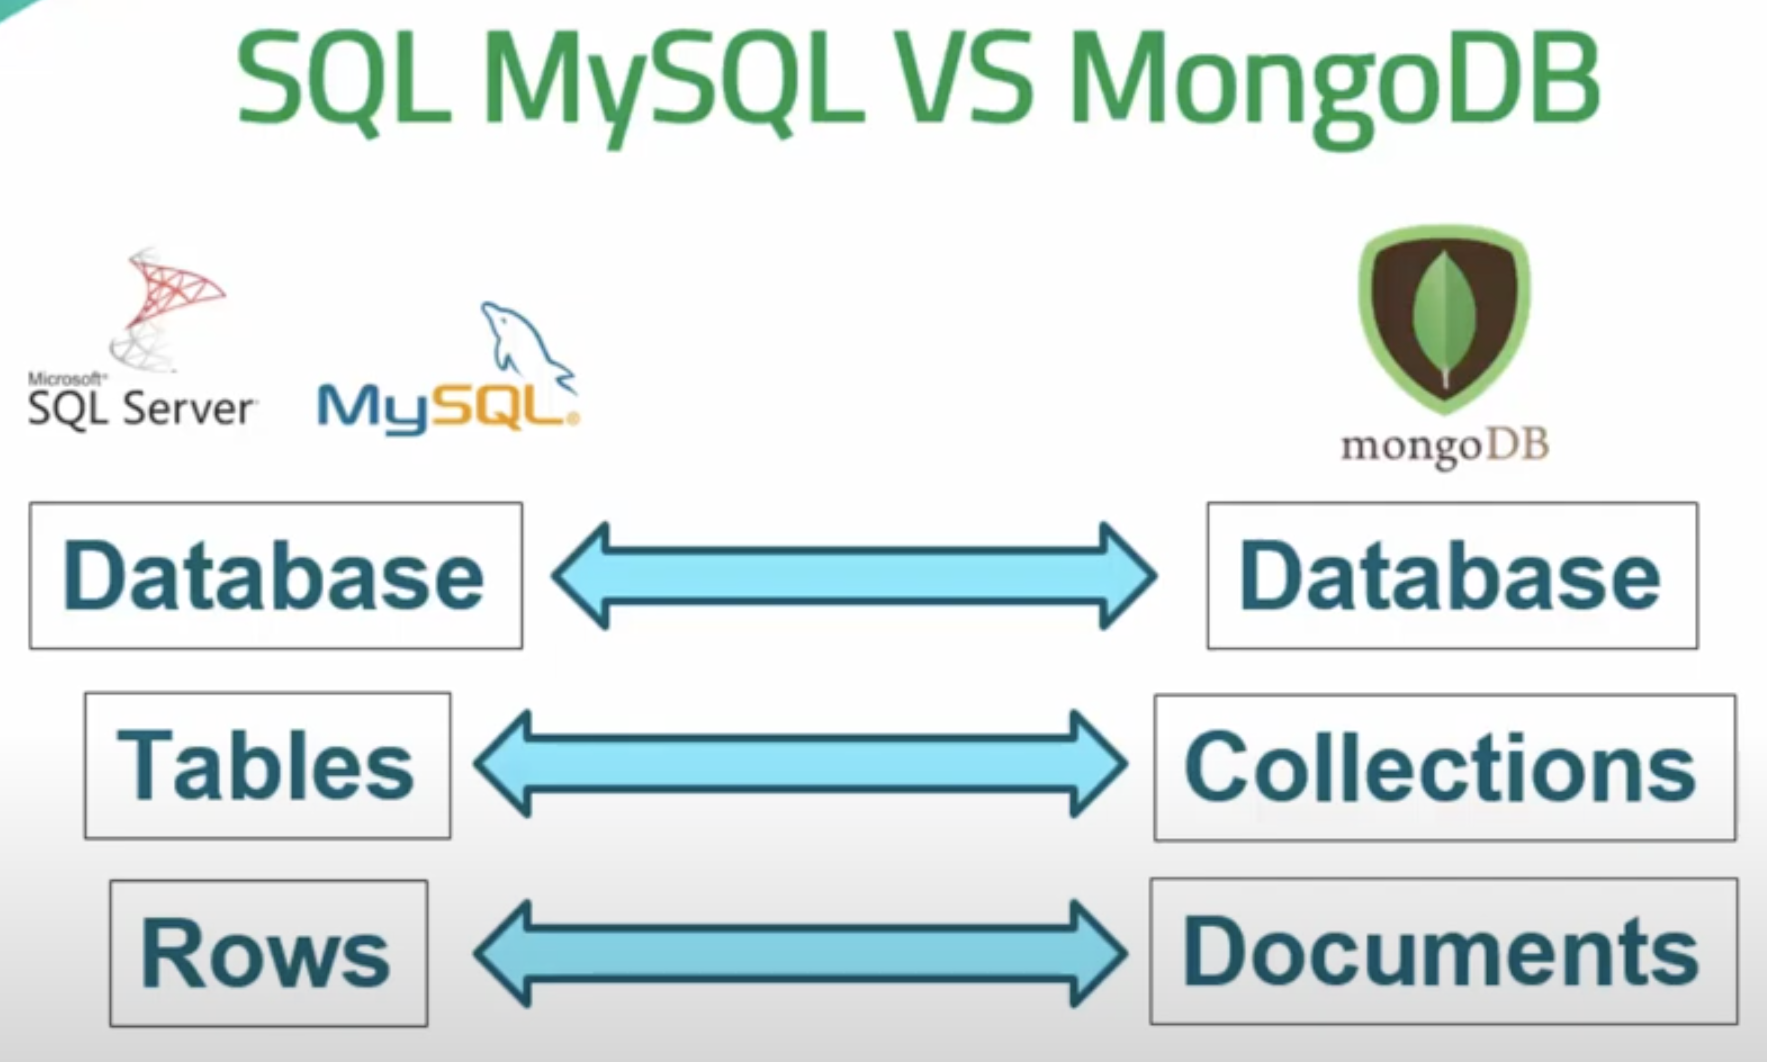 SQL MySQL VS MongoDB
Microsoft®
SQL Server
MySQL®
mongoDB
Database
Database
Tables
Collections
Rows
Documents